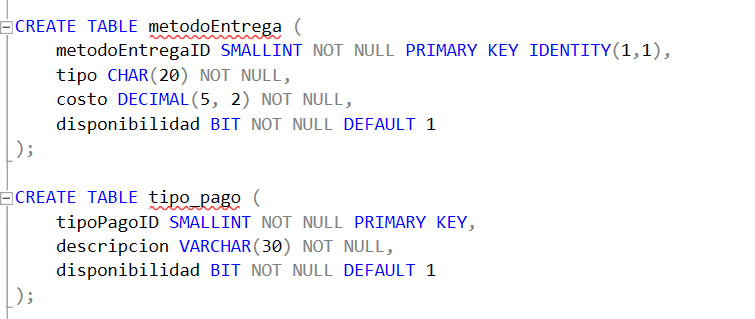 CREATE TABLE metodoEntrega (
    metodoEntregaID SMALLINT NOT NULL PRIMARY KEY IDENTITY(1,1),
    tipo CHAR(20) NOT NULL,
    costo DECIMAL(5, 2) NOT NULL,
    disponibilidad BIT NOT NULL DEFAULT 1
);
CREATE TABLE tipo_pago (
    tipoPagoID SMALLINT NOT NULL PRIMARY KEY,
    descripcion VARCHAR(30) NOT NULL,
    disponibilidad BIT NOT NULL DEFAULT 1
);